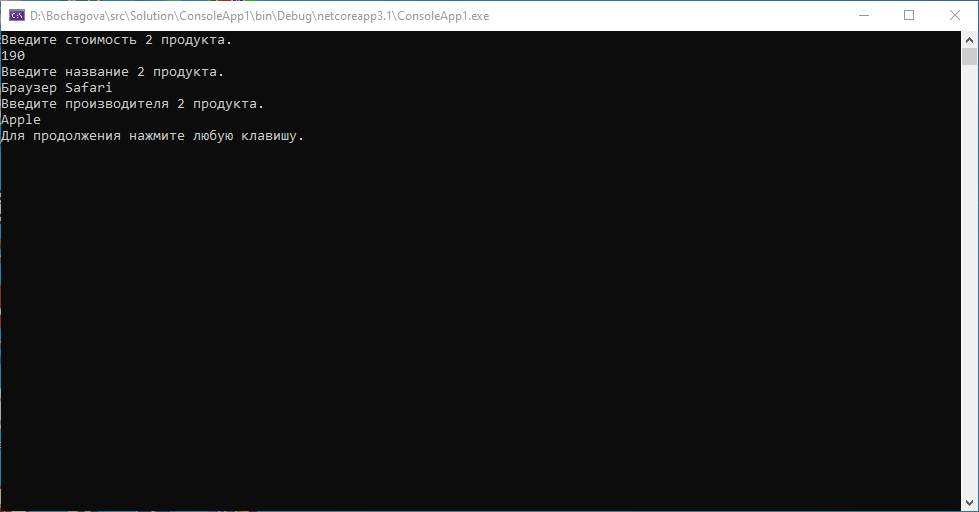 D:\Bochagova\src\Solution\ConsoleApp1\bin\Debug\netcoreapp3.1\ConsoleApp1.exe
Введите стоимость 2 продукта.
190
Введите название 2 продукта.
Браузер Safari
Введите производителя 2 продукта.
Apple
Для продолжения нажмите любую клавишу.